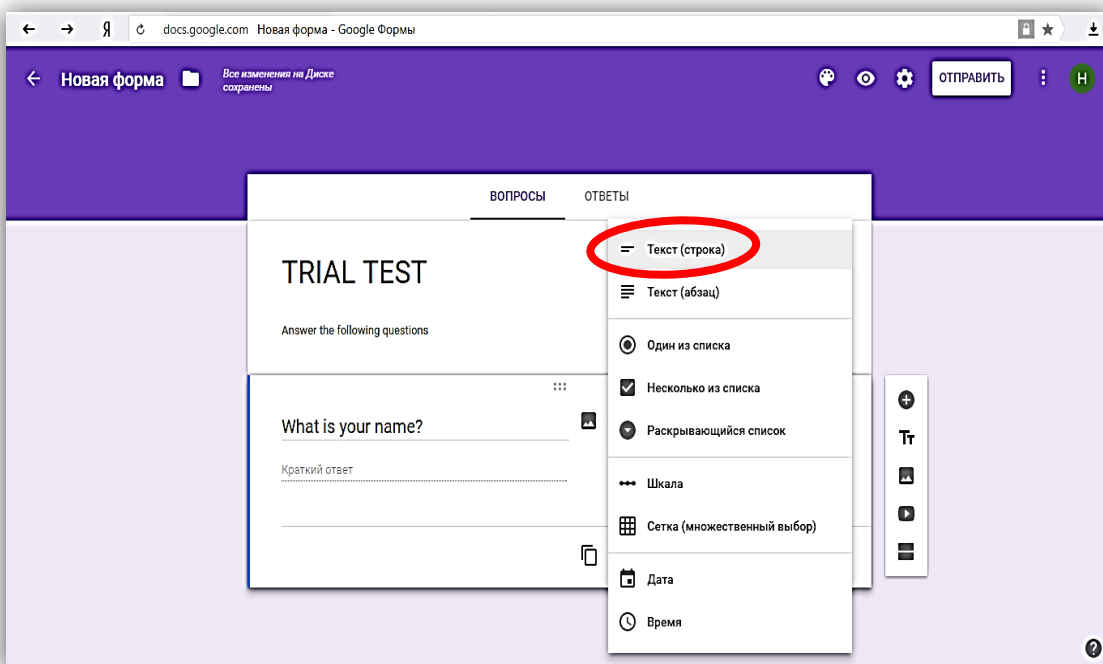 Я docs.google.com Новая форма - Google Формы
Новая форма
Все изменения на Диске
сохранены
ОТПРАВИТЬ
Н
ВОПРОСЫ ОТВЕТЫ
TRIAL TEST
Answer the following questions
What is your name?
Краткий ответ
Текст (строка)
Текст (абзац)
Один из списка
Несколько из списка
Раскрывающийся список
Шкала
Сетка (множественный выбор)
Дата
Время
Тт
?